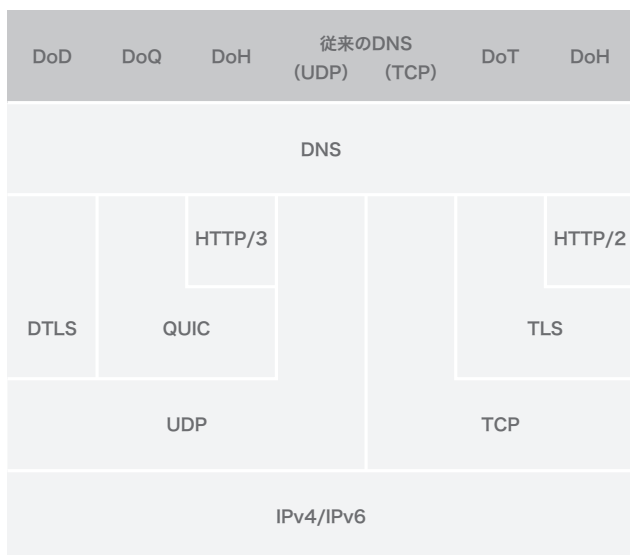 DoD DoQ DoH 従来のDNS DoT DoH
（UDP） （TCP）
DNS
HTTP/3 HTTP/2
DTLS QUIC TLS
UDP TCP
IPv4/IPv6